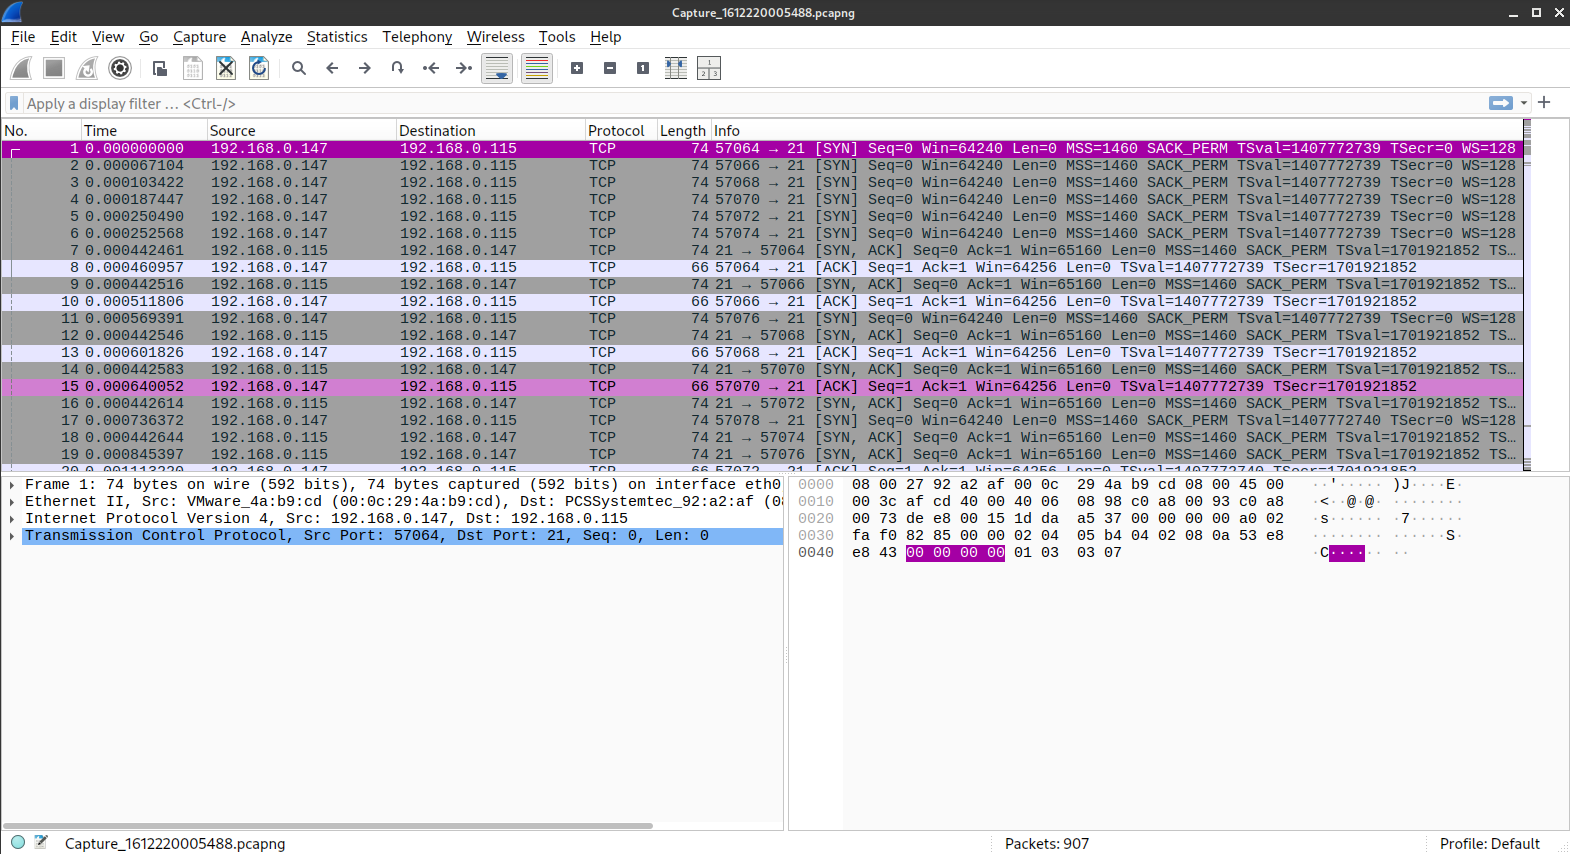 Capture_1612220005488.pcapng
File Edit View Go Capture Analyze Statistics Telephony Wireless Tools Help
Apply a display filter … <Ctrl-/>
No. Time Source Destination Protocol Length Info
1 0.000000000 192.168.0.147 192.168.0.115 TCP 74 57064 → 21 [SYN] Seq=0 Win=64240 Len=0 MSS=1460 SACK_PERM TSval=1407772739 TSecr=0 WS=128
2 0.000067104 192.168.0.147 192.168.0.115 TCP 74 57066 → 21 [SYN] Seq=0 Win=64240 Len=0 MSS=1460 SACK_PERM TSval=1407772739 TSecr=0 WS=128
3 0.000103422 192.168.0.147 192.168.0.115 TCP 74 57068 → 21 [SYN] Seq=0 Win=64240 Len=0 MSS=1460 SACK_PERM TSval=1407772739 TSecr=0 WS=128
4 0.000187447 192.168.0.147 192.168.0.115 TCP 74 57070 → 21 [SYN] Seq=0 Win=64240 Len=0 MSS=1460 SACK_PERM TSval=1407772739 TSecr=0 WS=128
5 0.000250490 192.168.0.147 192.168.0.115 TCP 74 57072 → 21 [SYN] Seq=0 Win=64240 Len=0 MSS=1460 SACK_PERM TSval=1407772739 TSecr=0 WS=128
6 0.000252568 192.168.0.147 192.168.0.115 TCP 74 57074 → 21 [SYN] Seq=0 Win=64240 Len=0 MSS=1460 SACK_PERM TSval=1407772739 TSecr=0 WS=128
7 0.000442461 192.168.0.115 192.168.0.147 TCP 74 21 → 57064 [SYN, ACK] Seq=0 Ack=1 Win=65160 Len=0 MSS=1460 SACK_PERM TSval=1701921852 TS…
8 0.000460957 192.168.0.147 192.168.0.115 TCP 66 57064 → 21 [ACK] Seq=1 Ack=1 Win=64256 Len=0 TSval=1407772739 TSecr=1701921852
9 0.000442516 192.168.0.115 192.168.0.147 TCP 74 21 → 57066 [SYN, ACK] Seq=0 Ack=1 Win=65160 Len=0 MSS=1460 SACK_PERM TSval=1701921852 TS…
10 0.000511806 192.168.0.147 192.168.0.115 TCP 66 57066 → 21 [ACK] Seq=1 Ack=1 Win=64256 Len=0 TSval=1407772739 TSecr=1701921852
11 0.000569391 192.168.0.147 192.168.0.115 TCP 74 57076 → 21 [SYN] Seq=0 Win=64240 Len=0 MSS=1460 SACK_PERM TSval=1407772739 TSecr=0 WS=128
12 0.000442546 192.168.0.115 192.168.0.147 TCP 74 21 → 57068 [SYN, ACK] Seq=0 Ack=1 Win=65160 Len=0 MSS=1460 SACK_PERM TSval=1701921852 TS…
13 0.000601826 192.168.0.147 192.168.0.115 TCP 66 57068 → 21 [ACK] Seq=1 Ack=1 Win=64256 Len=0 TSval=1407772739 TSecr=1701921852
14 0.000442583 192.168.0.115 192.168.0.147 TCP 74 21 → 57070 [SYN, ACK] Seq=0 Ack=1 Win=65160 Len=0 MSS=1460 SACK_PERM TSval=1701921852 TS…
15 0.000640052 192.168.0.147 192.168.0.115 TCP 66 57070 → 21 [ACK] Seq=1 Ack=1 Win=64256 Len=0 TSval=1407772739 TSecr=1701921852
16 0.000442614 192.168.0.115 192.168.0.147 TCP 74 21 → 57072 [SYN, ACK] Seq=0 Ack=1 Win=65160 Len=0 MSS=1460 SACK_PERM TSval=1701921852 TS…
17 0.000736372 192.168.0.147 192.168.0.115 TCP 74 57078 → 21 [SYN] Seq=0 Win=64240 Len=0 MSS=1460 SACK_PERM TSval=1407772740 TSecr=0 WS=128
18 0.000442644 192.168.0.115 192.168.0.147 TCP 74 21 → 57074 [SYN, ACK] Seq=0 Ack=1 Win=65160 Len=0 MSS=1460 SACK_PERM TSval=1701921852 TS…
19 0.000845397 192.168.0.115 192.168.0.147 TCP 74 21 → 57076 [SYN, ACK] Seq=0 Ack=1 Win=65160 Len=0 MSS=1460 SACK_PERM TSval=1701921852 TS…
20 0.001113220 192.168.0.147 192.168.0.115 TCP 66 57072 → 21 [ACK] Seq=1 Ack=1 Win=64256 Len=0 TSval=1407772740 TSecr=1701921852
Frame 1: 74 bytes on wire (592 bits), 74 bytes captured (592 bits) on interface eth0
Ethernet II, Src: VMware_4a:b9:cd (00:0c:29:4a:b9:cd), Dst: PCSSystemtec_92:a2:af (08
Internet Protocol Version 4, Src: 192.168.0.147, Dst: 192.168.0.115
Transmission Control Protocol, Src Port: 57064, Dst Port: 21, Seq: 0, Len: 0
0000 08 00 27 92 a2 af 00 0c 29 4a b9 cd 08 00 45 00 ··'····· )J····E·
0010 00 3c af cd 40 00 40 06 08 98 c0 a8 00 93 c0 a8 ·<··@·@· ········
0020 00 73 de e8 00 15 1d da a5 37 00 00 00 00 a0 02 ·s······ ·7······
0030 fa f0 82 85 00 00 02 04 05 b4 04 02 08 0a 53 e8 ········ ······S·
0040 e8 43 00 00 00 00 01 03 03 07 ·C······ ··
Capture_1612220005488.pcapng Packets: 907 Profile: Default